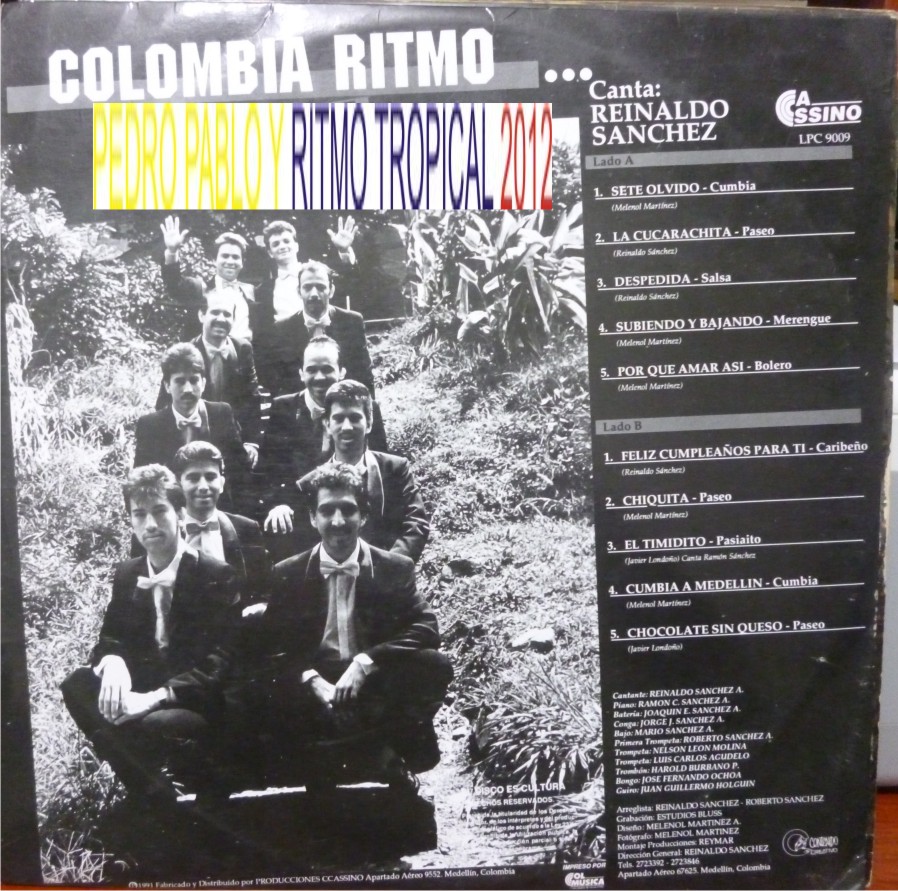 COLOMBIA RITMO ...
PEDRO PABLO Y RITMO TROPICAL 2012
Canta:
REINALDO
SANCHEZ
CCASSINO
LPC 9009
Lado A
1. SETE OLVIDO - Cumbia
(Melenol Martínez)
2. LA CUCARACHITA - Paseo
(Reinaldo Sánchez)
3. DESPEDIDA - Salsa
(Reinaldo Sánchez)
4. SUBIENDO Y BAJANDO - Merengue
(Melenol Martínez)
5. POR QUE AMAR ASI - Bolero
(Melenol Martínez)
Lado B
1. FELIZ CUMPLEAÑOS PARA TI - Caribeño
(Reinaldo Sánchez)
2. CHIQUITA - Paseo
(Melenol Martínez)
3. EL TIMIDITO - Pasiaito
(Javier Londoño) Canta Ramón Sánchez
4. CUMBIA A MEDELLIN - Cumbia
(Melenol Martínez)
5. CHOCOLATE SIN QUESO - Paseo
(Javier Londoño)
Cantante: REINALDO SANCHEZ A.
Piano: RAMON C. SANCHEZ A.
Batería: JOAQUIN E. SANCHEZ A.
Conga: JORGE J. SANCHEZ A.
Bajo: MARIO SANCHEZ A.
Primera Trompeta: ROBERTO SANCHEZ A.
Trompeta: NELSON LEON MOLINA
Trompeta: LUIS CARLOS AGUDELO
Trombón: HAROLD BURBANO P.
Bongo: JOSE FERNANDO OCHOA
Guiro: JUAN GUILLERMO HOLGUIN
Arreglista: REINALDO SANCHEZ - ROBERTO SANCHEZ
Grabación: ESTUDIOS BLUSS
Diseño: MELENOL MARTINEZ A.
Fotógrafo: MELENOL MARTINEZ
Montaje Producciones: REYMAR
Dirección General: REINALDO SANCHEZ
Tels. 2723392 - 2723846
Apartado Aéreo 67625. Medellín, Colombia
DISCO ES CULTURA
RESERVADOS
IMPRESO POR
COL
MUSICA
1991 Fabricado y Distribuido por PRODUCCIONES CCASSINO Apartado Aéreo 9552. Medellín, Colombia